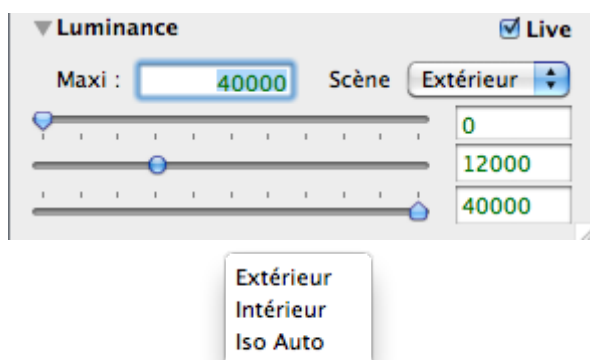 Luminance Live
Maxi : 40000 Scène Extérieur
0
12000
40000
Extérieur
Intérieur
Iso Auto